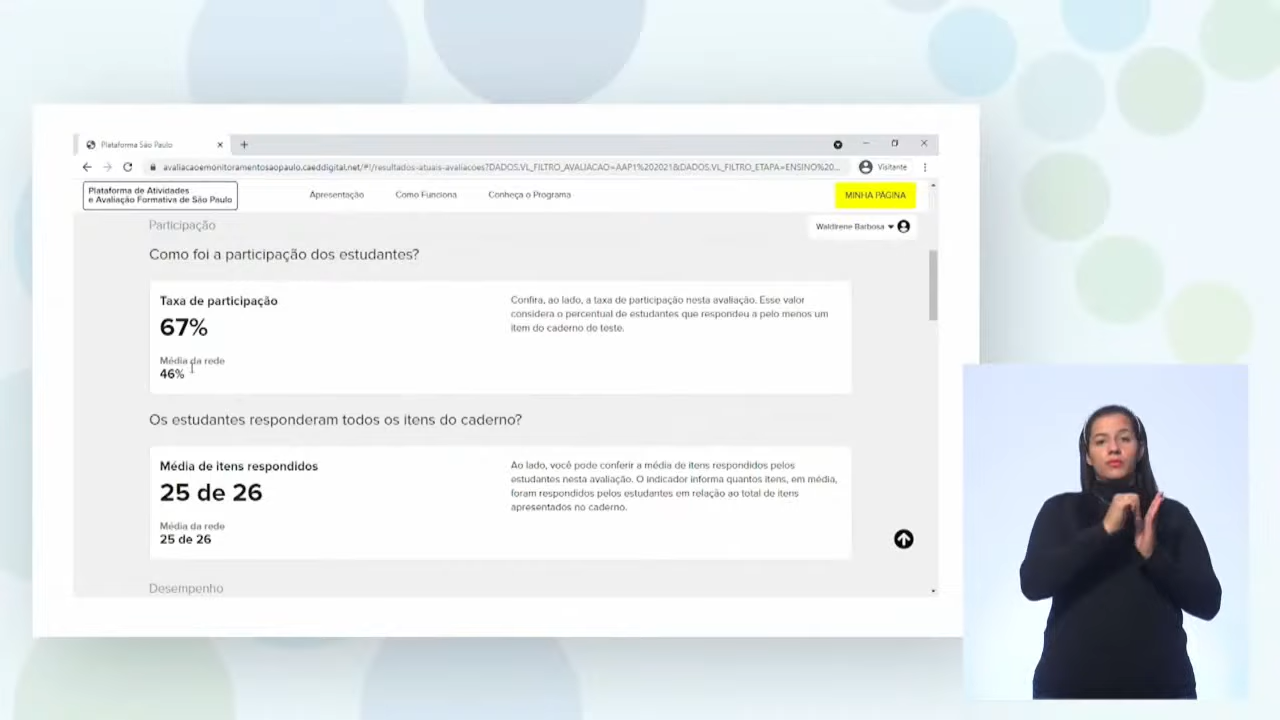 Plataforma São Paulo
avaliacaoemonitoramentosaopaulo.caeddigital.net/#!/resultados-atuais-avaliacoes?DADOS.VL_FILTRO_AVALIACAO=AAP1%202021&DADOS.VL_FILTRO_ETAPA=ENSINO%20...
Visitante
Plataforma de Atividades
e Avaliação Formativa de São Paulo
Apresentação
Como Funciona
Conheça o Programa
MINHA PÁGINA
Participação
Waldirene Barbosa
Como foi a participação dos estudantes?
Taxa de participação
67%
Média da rede
46%
Confira, ao lado, a taxa de participação nesta avaliação. Esse valor
considera o percentual de estudantes que respondeu a pelo menos um
item do caderno de teste.
Os estudantes responderam todos os itens do caderno?
Média de itens respondidos
25 de 26
Média da rede
25 de 26
Ao lado, você pode conferir a média de itens respondidos pelos
estudantes nesta avaliação. O indicador informa quantos itens, em média,
foram respondidos pelos estudantes em relação ao total de itens
apresentados no caderno.
Desempenho